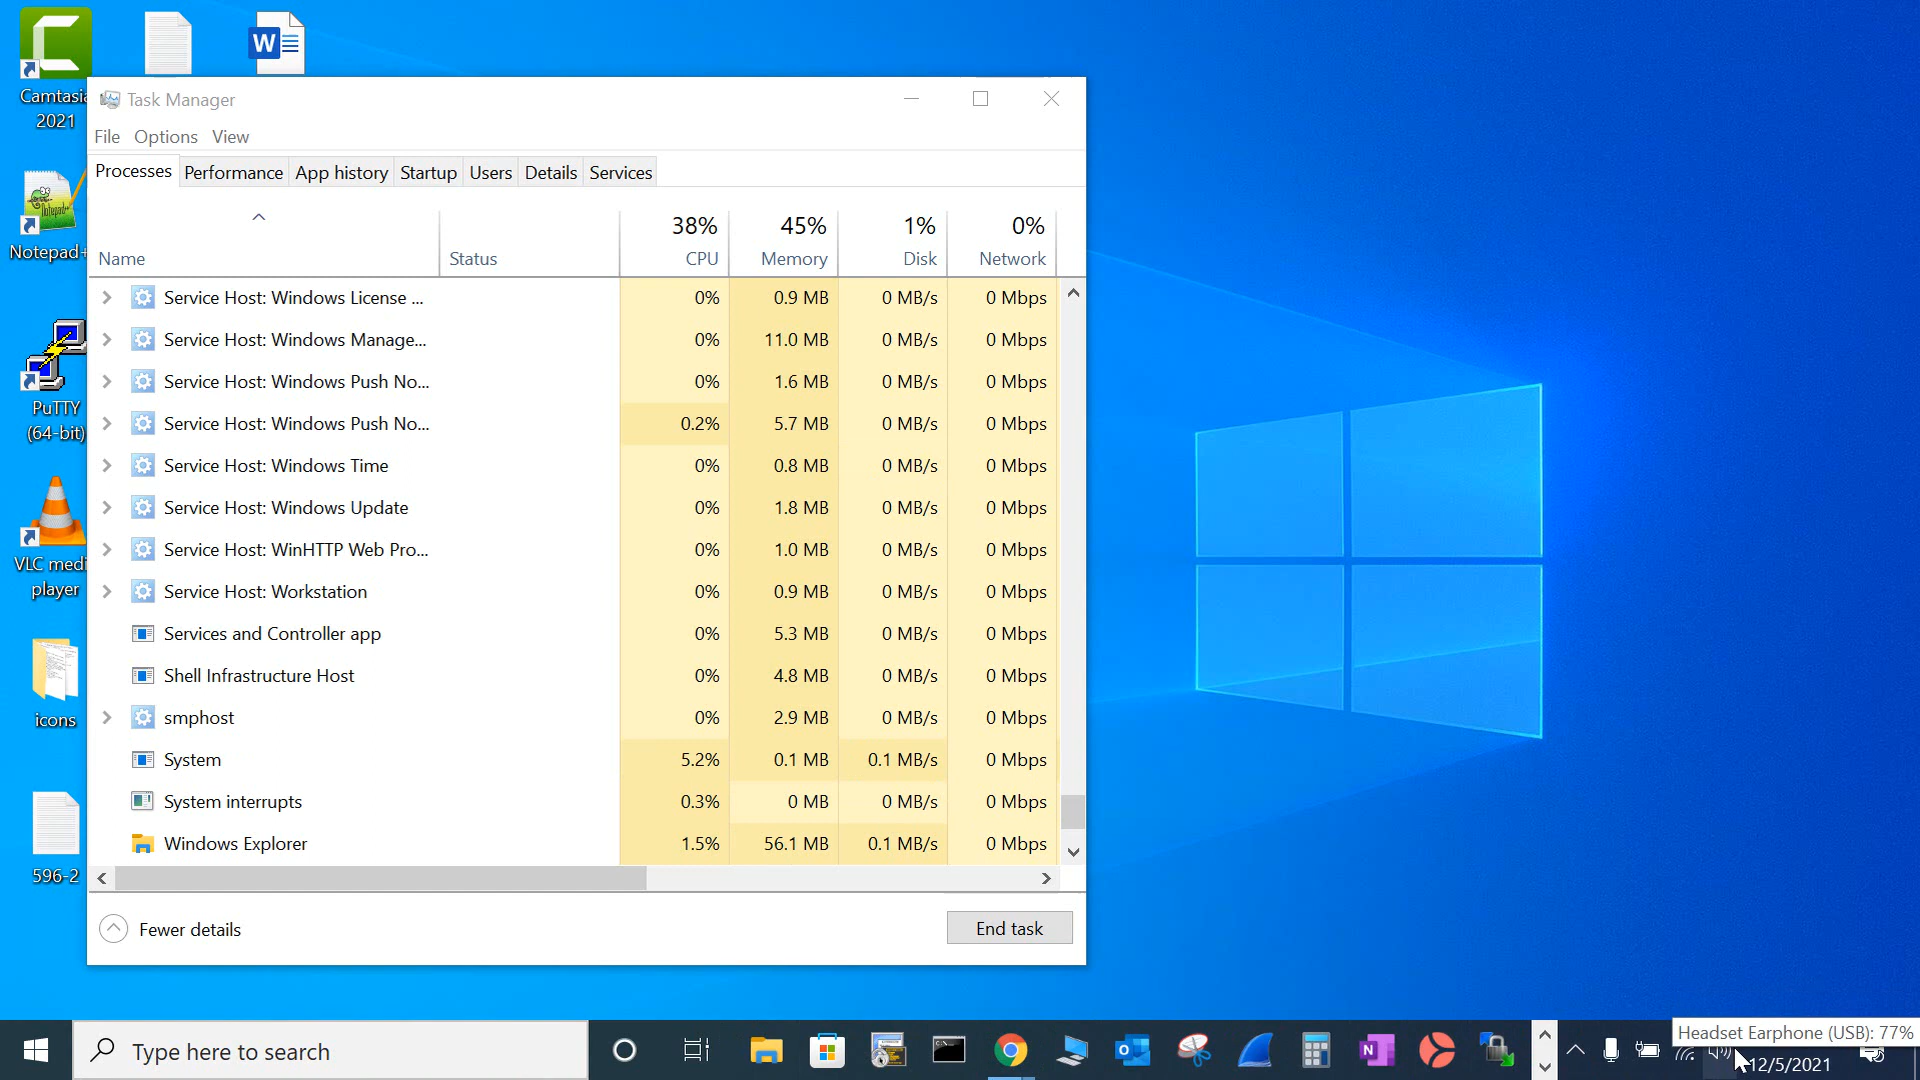 Camtasia
2021
W
Task Manager
File Options View
Processes Performance App history Startup Users Details Services
38% 45% 1% 0%
Name Status CPU Memory Disk Network
Service Host: Windows License ... 0% 0.9 MB 0 MB/s 0 Mbps
Service Host: Windows Manage... 0% 11.0 MB 0 MB/s 0 Mbps
Service Host: Windows Push No... 0% 1.6 MB 0 MB/s 0 Mbps
Service Host: Windows Push No... 0.2% 5.7 MB 0 MB/s 0 Mbps
Service Host: Windows Time 0% 0.8 MB 0 MB/s 0 Mbps
Service Host: Windows Update 0% 1.8 MB 0 MB/s 0 Mbps
Service Host: WinHTTP Web Pro... 0% 1.0 MB 0 MB/s 0 Mbps
Service Host: Workstation 0% 0.9 MB 0 MB/s 0 Mbps
Services and Controller app 0% 5.3 MB 0 MB/s 0 Mbps
Shell Infrastructure Host 0% 4.8 MB 0 MB/s 0 Mbps
smphost 0% 2.9 MB 0 MB/s 0 Mbps
System 5.2% 0.1 MB 0.1 MB/s 0 Mbps
System interrupts 0.3% 0 MB 0 MB/s 0 Mbps
Windows Explorer 1.5% 56.1 MB 0.1 MB/s 0 Mbps
Fewer details End task
Notepad+
PuTTY
(64-bit)
VLC medi
player
icons
596-2
Type here to search
Headset Earphone (USB): 77%
12/5/2021